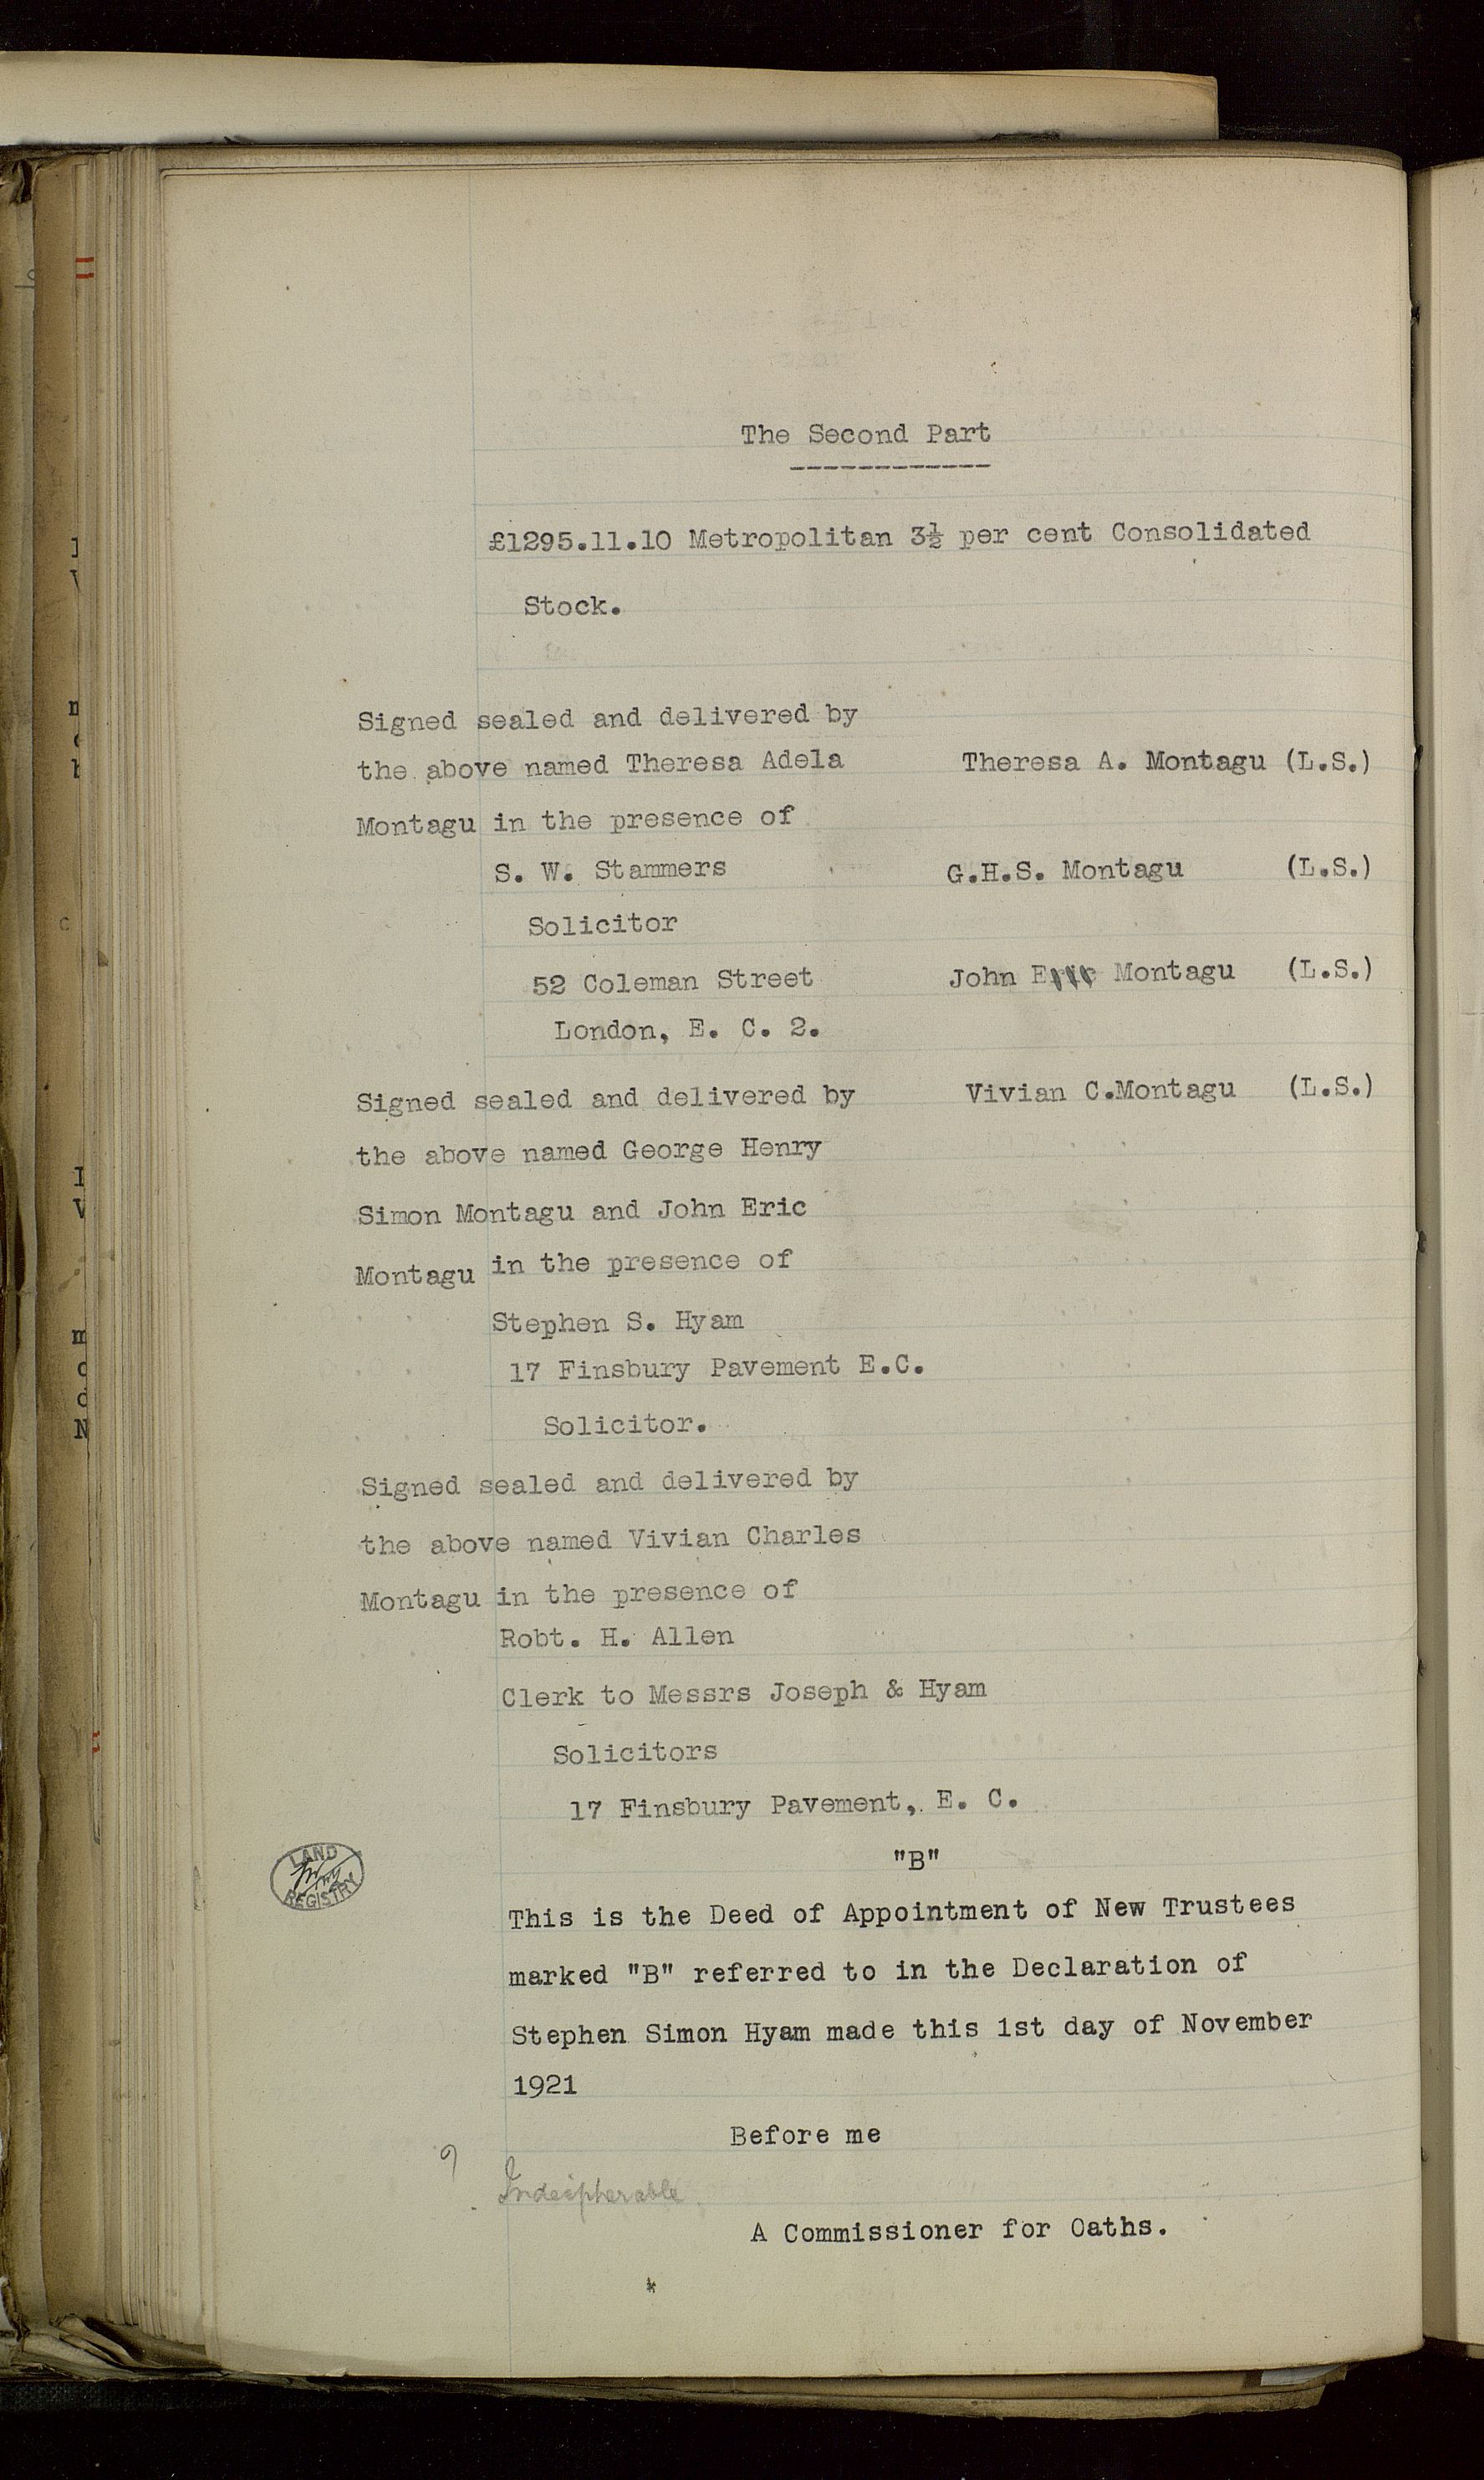 The Second Part
£1295.11.10 Metropolitan 3½ per cent Consolidated
Stock.
Signed sealed and delivered by
the above named Theresa Adela
Montagu in the presence of
S. W. Stammers
Solicitor
52 Coleman Street
London, E. C. 2.
Theresa A. Montagu (L.S.)
G.H.S. Montagu (L.S.)
John Eric Montagu (L.S.)
Vivian C.Montagu (L.S.)
Signed sealed and delivered by
the above named George Henry
Simon Montagu and John Eric
Montagu in the presence of
Stephen S. Hyam
17 Finsbury Pavement E.C.
Solicitor.
Signed sealed and delivered by
the above named Vivian Charles
Montagu in the presence of
Robt. H. Allen
Clerk to Messrs Joseph & Hyam
Solicitors
17 Finsbury Pavement, E. C.
LAND
REGISTRY
"B"
This is the Deed of Appointment of New Trustees
marked "B" referred to in the Declaration of
Stephen Simon Hyam made this 1st day of November
1921
Before me
Indecipherable
A Commissioner for Oaths.